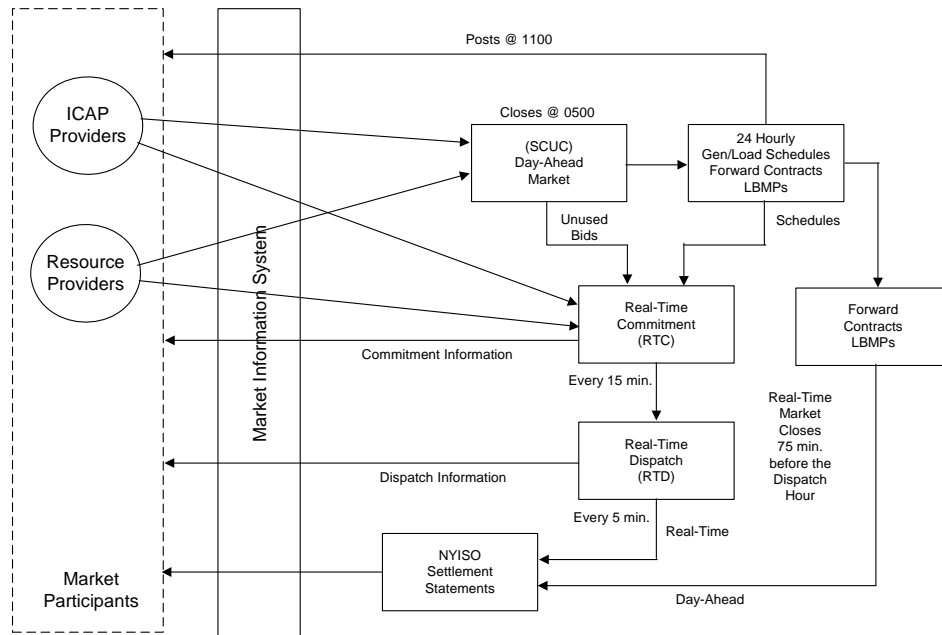 Posts @ 1100
ICAP
Providers
Closes @ 0500
(SCUC)
Day-Ahead
Market
24 Hourly
Gen/Load Schedules
Forward Contracts
LBMPs
Unused
Bids
Schedules
Resource
Providers
Market Information System
Real-Time
Commitment
(RTC)
Forward
Contracts
LBMPs
Commitment Information
Every 15 min.
Real-Time
Market
Closes
75 min.
before the
Dispatch
Hour
Real-Time
Dispatch
(RTD)
Dispatch Information
Every 5 min.
Real-Time
NYISO
Settlement
Statements
Day-Ahead
Market
Participants